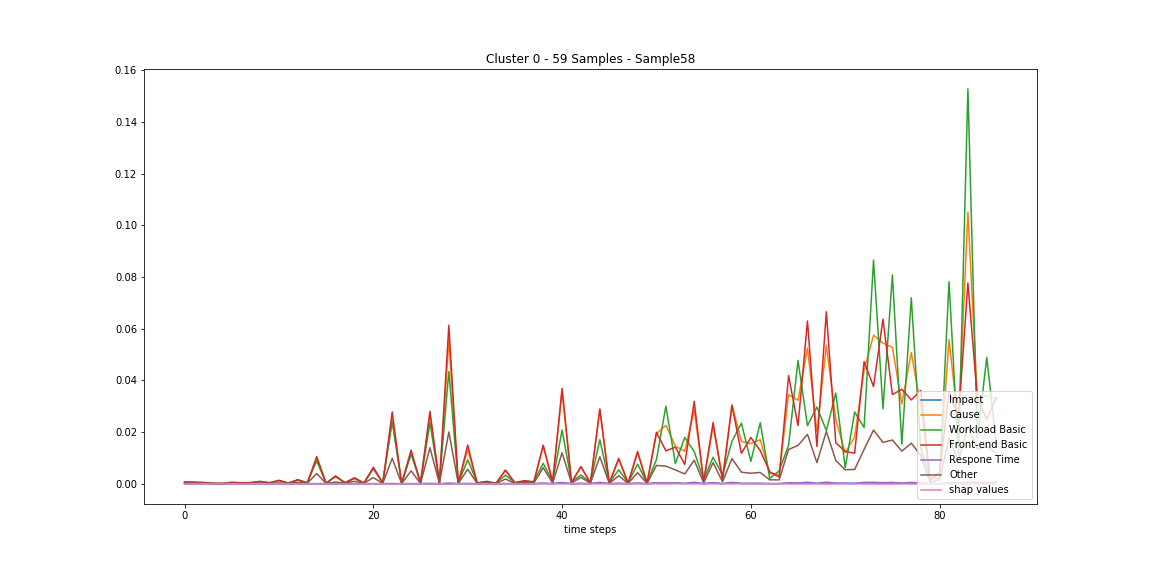 Cluster 0 - 59 Samples - Sample58
0.16
0.14
0.12
0.10
0.08
0.06
0.04
0.02
0.00
Impact
Cause
Workload Basic
Front-end Basic
Respone Time
Other
shap values
0 20 40 60 80
time steps